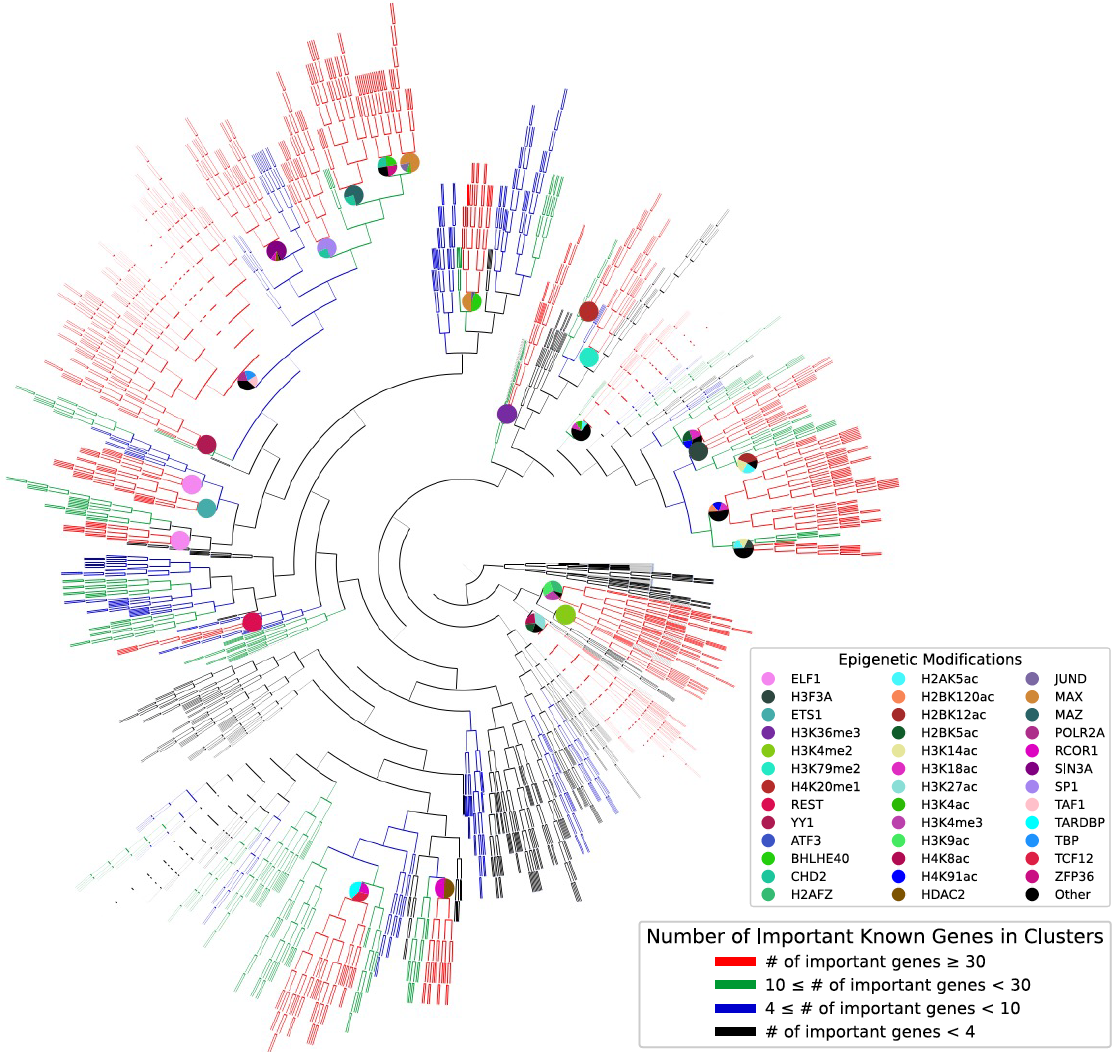 Epigenetic Modifications
ELF1
H3F3A
ETS1
H3K36me3
H3K4me2
H3K79me2
H4K20me1
REST
YY1
ATF3
BHLHE40
CHD2
H2AFZ
H2AK5ac
H2BK120ac
H2BK12ac
H2BK5ac
H3K14ac
H3K18ac
H3K27ac
H3K4ac
H3K4me3
H3K9ac
H4K8ac
H4K91ac
HDAC2
JUND
MAX
MAZ
POLR2A
RCOR1
SIN3A
SP1
TAF1
TARDBP
TBP
TCF12
ZFP36
Other
Number of Important Known Genes in Clusters
# of important genes ≥ 30
10 ≤ # of important genes < 30
4 ≤ # of important genes < 10
# of important genes < 4